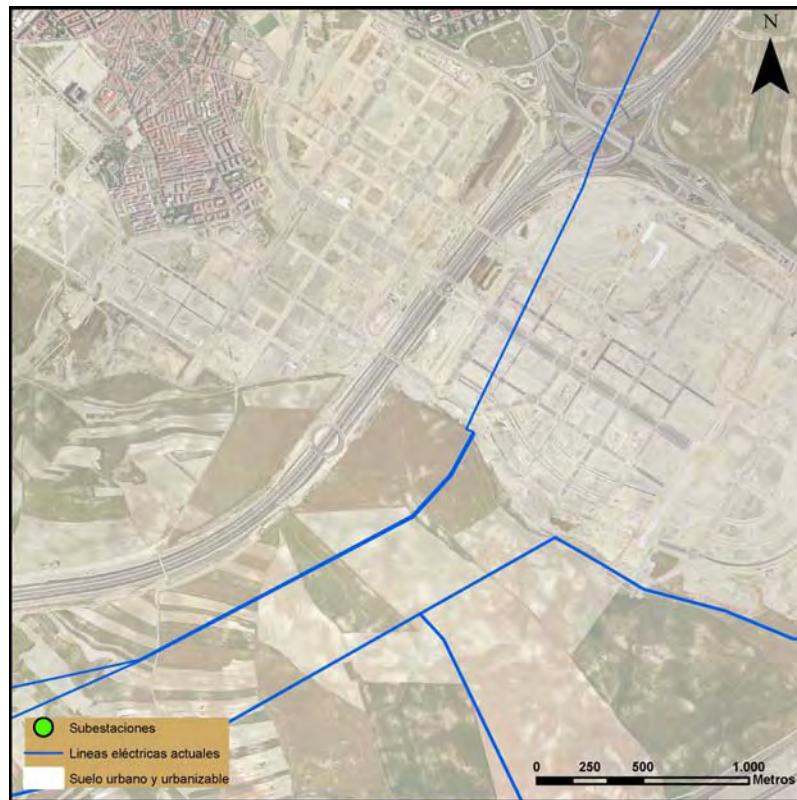 N
Subestaciones
Lineas eléctricas actuales
Suelo urbano y urbanizable
0 250 500 1.000
Metros